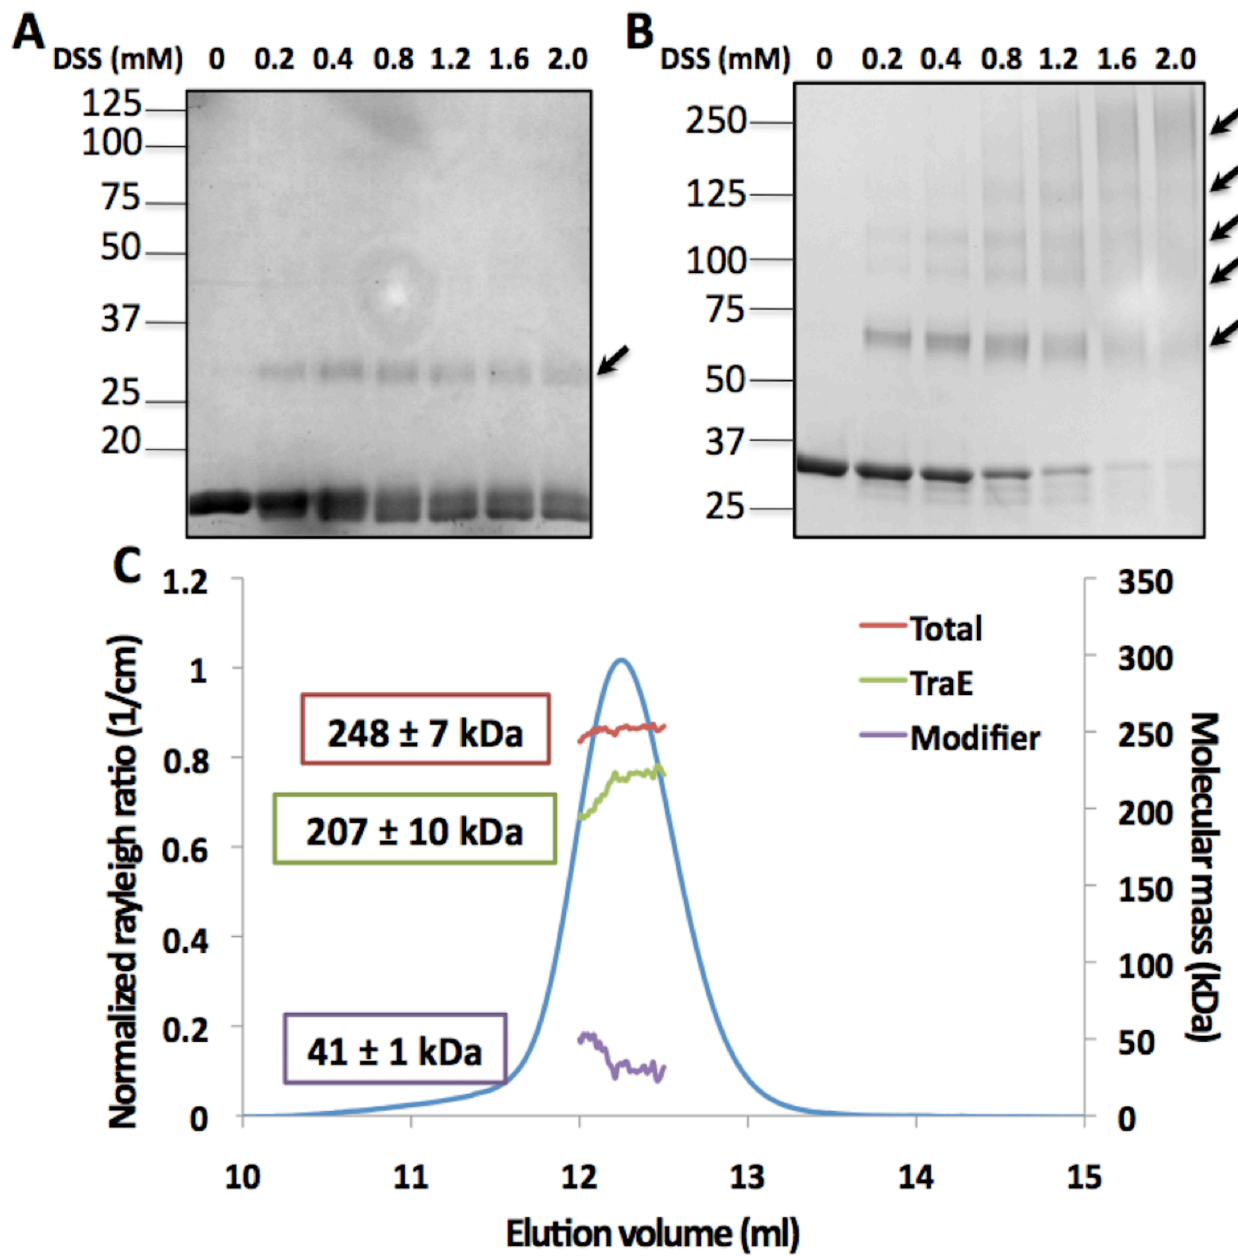 A
DSS (mM) 0 0.2 0.4 0.8 1.2 1.6 2.0
125
100
75
50
37
25
20
B
DSS (mM) 0 0.2 0.4 0.8 1.2 1.6 2.0
250
125
100
75
50
37
25
C
Normalized rayleigh ratio (1/cm)
1.2
1
0.8
0.6
0.4
0.2
0
248 ± 7 kDa
207 ± 10 kDa
41 ± 1 kDa
Total
TraE
Modifier
350
300
250
200
150
100
50
0
Molecular mass (kDa)
10 11 12 13 14 15
Elution volume (ml)